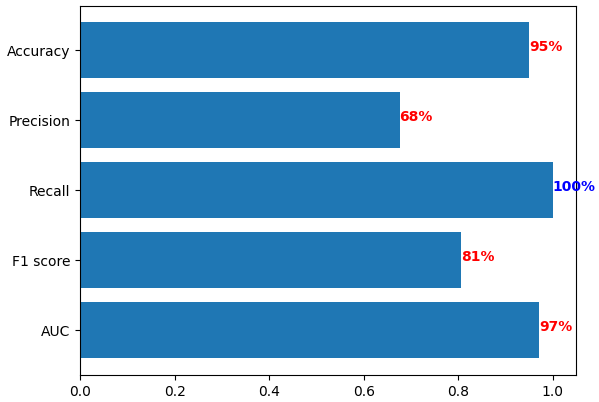 Accuracy 95%
Precision 68%
Recall 100%
F1 score 81%
AUC 97%
0.0 0.2 0.4 0.6 0.8 1.0